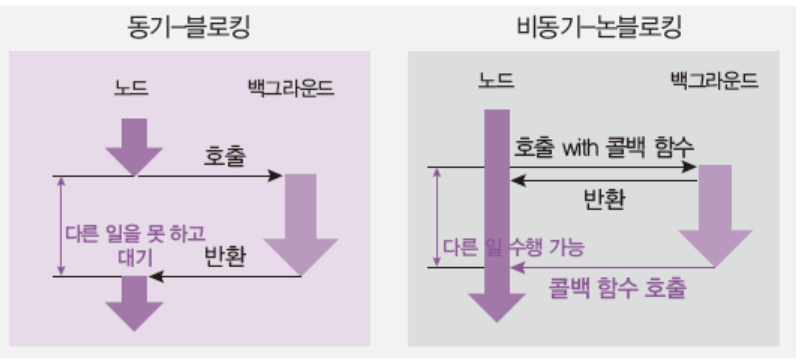 동기-블로킹
노드
백그라운드
호출
다른 일을 못 하고
대기
반환
비동기-논블로킹
노드
백그라운드
호출 with 콜백 함수
반환
다른 일 수행 가능
콜백 함수 호출